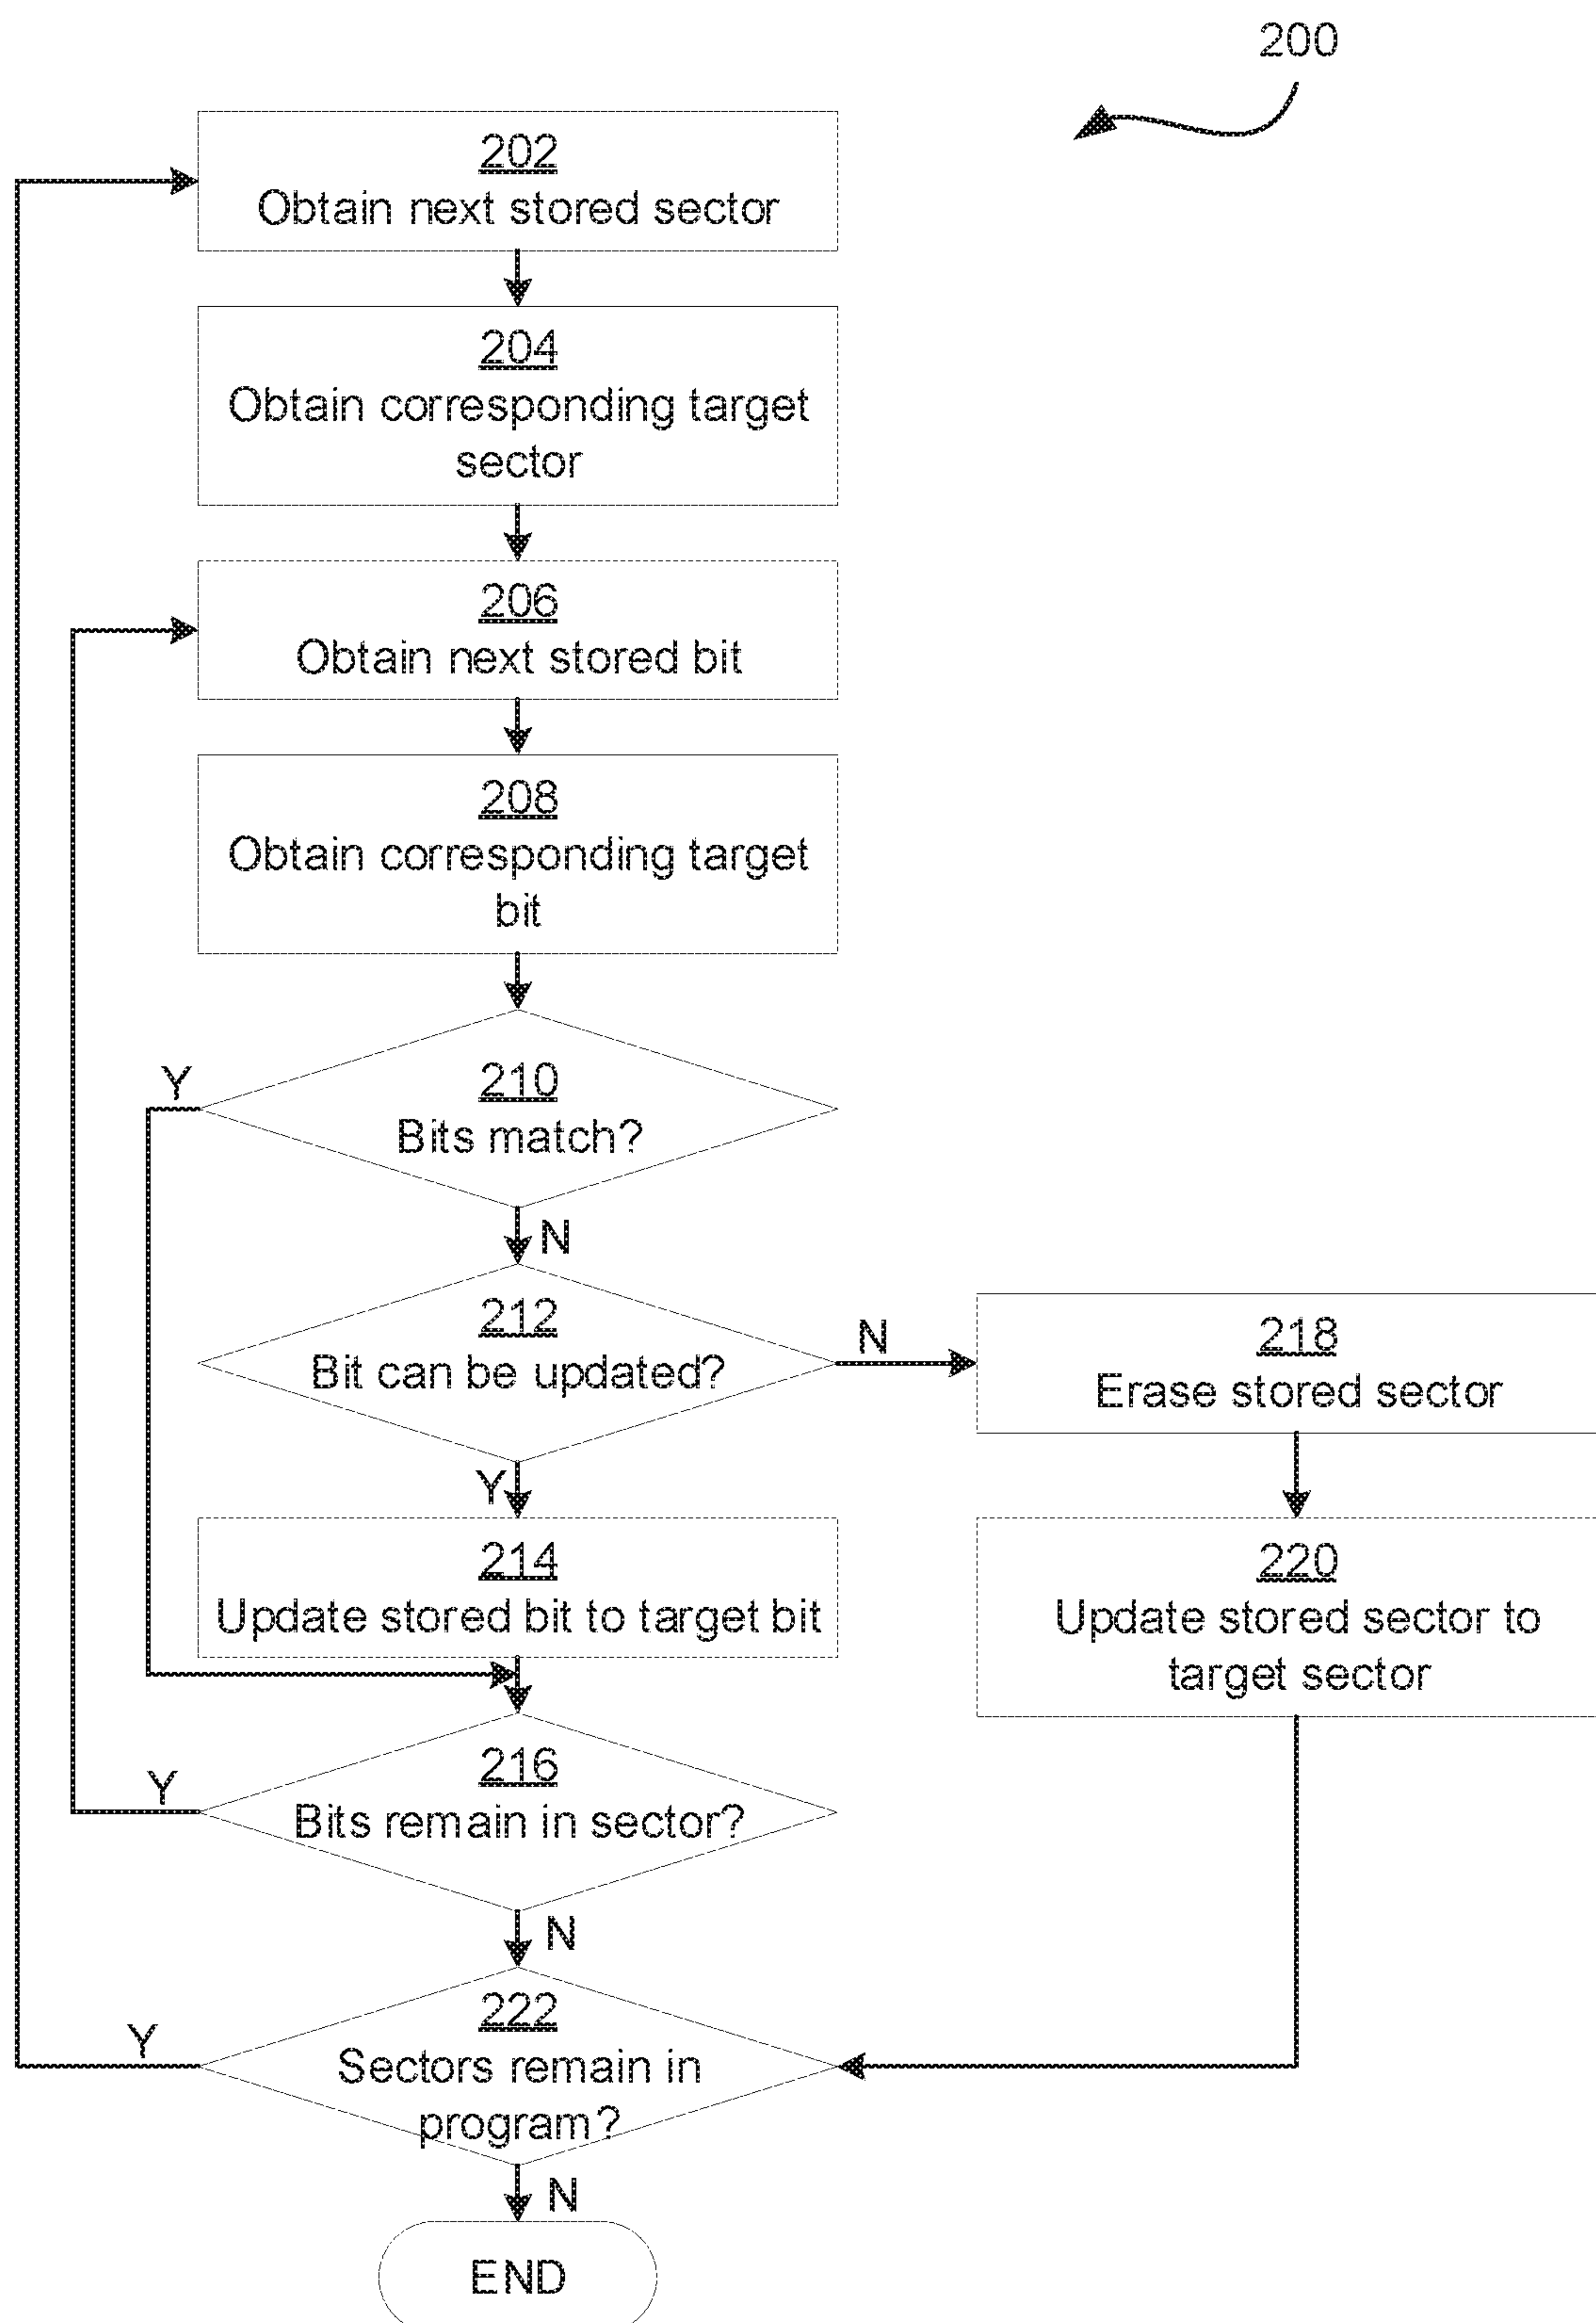 200
202
Obtain next stored sector
204
Obtain corresponding target
sector
206
Obtain next stored bit
208
Obtain corresponding target
bit
Y
210
Bits match?
N
212
Bit can be updated?
N
218
Erase stored sector
Y
214
Update stored bit to target bit
220
Update stored sector to
target sector
Y
216
Bits remain in sector?
N
Y
222
Sectors remain in
program?
N
END